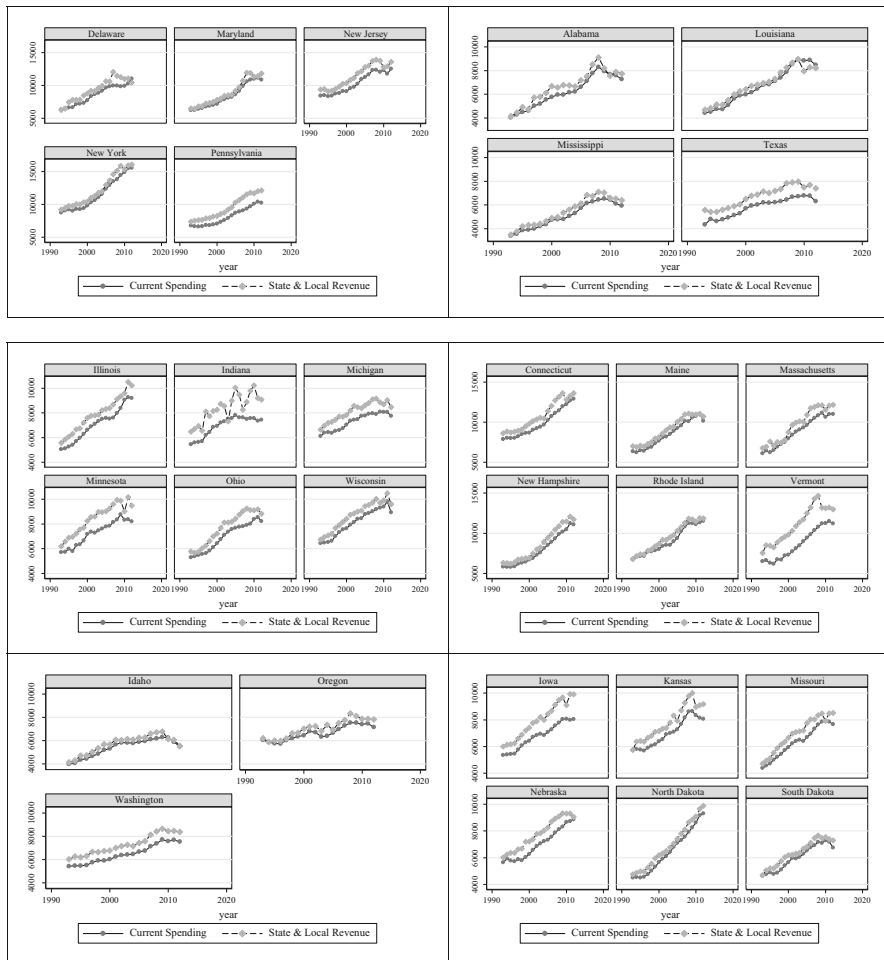 Delaware Maryland New Jersey
15000
10000
5000
1990 2000 2010 2020
New York Pennsylvania
15000
10000
5000
1990 2000 2010 2020 1990 2000 2010 2020
year
Current Spending State & Local Revenue
Alabama Louisiana
10000
8000
6000
4000
Mississippi Texas
10000
8000
6000
4000
1990 2000 2010 2020 1990 2000 2010 2020
year
Current Spending State & Local Revenue
Illinois Indiana Michigan
10000
8000
6000
4000
Minnesota Ohio Wisconsin
10000
8000
6000
4000
1990 2000 2010 2020 1990 2000 2010 2020 1990 2000 2010 2020
year
Current Spending State & Local Revenue
Connecticut Maine Massachusetts
15000
10000
5000
New Hampshire Rhode Island Vermont
15000
10000
5000
1990 2000 2010 2020 1990 2000 2010 2020 1990 2000 2010 2020
year
Current Spending State & Local Revenue
Idaho Oregon
10000
8000
6000
4000
1990 2000 2010 2020
Washington
10000
8000
6000
4000
1990 2000 2010 2020
year
Current Spending State & Local Revenue
Iowa Kansas Missouri
10000
8000
6000
4000
Nebraska North Dakota South Dakota
10000
8000
6000
4000
1990 2000 2010 2020 1990 2000 2010 2020 1990 2000 2010 2020
year
Current Spending State & Local Revenue